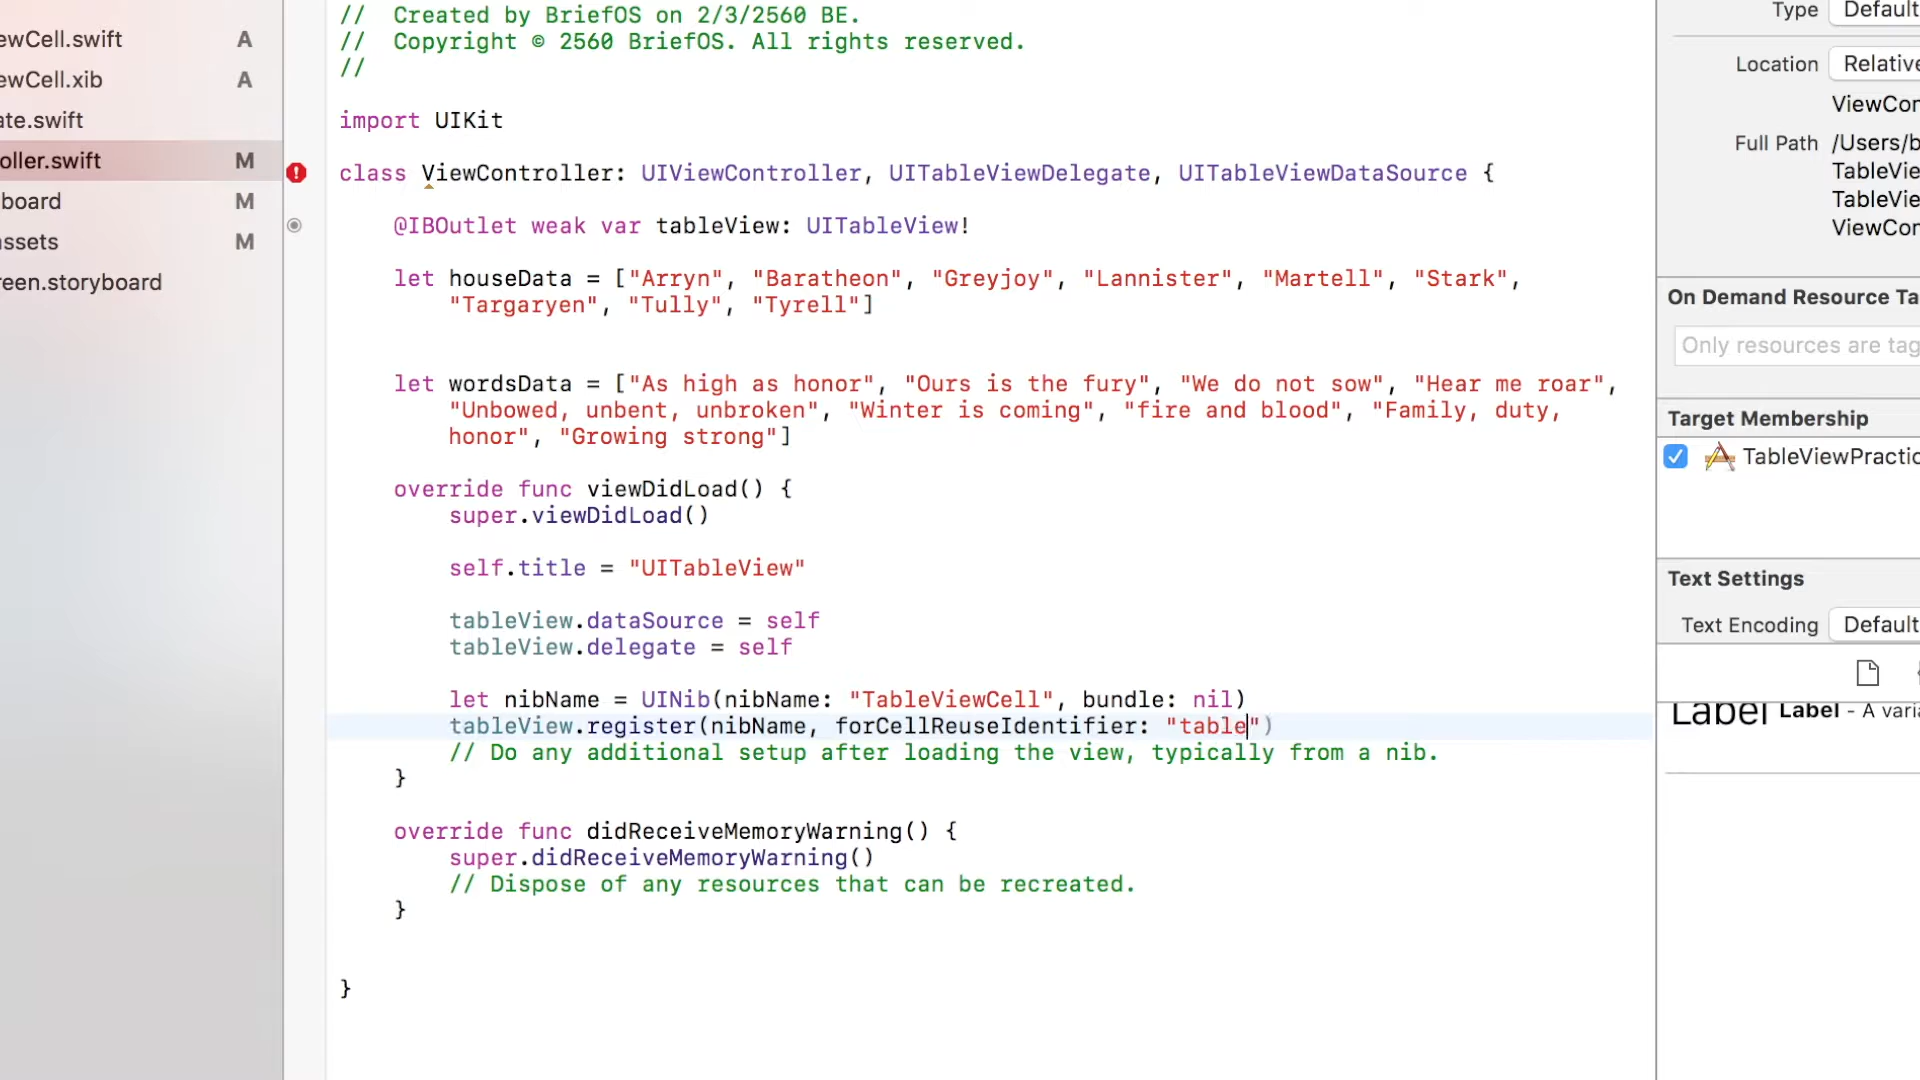 //  Created by BriefOS on 2/3/2560 BE.
//  Copyright © 2560 BriefOS. All rights reserved.
//
import UIKit
class ViewController: UIViewController, UITableViewDelegate, UITableViewDataSource {
@IBOutlet weak var tableView: UITableView!
let houseData = ["Arryn", "Baratheon", "Greyjoy", "Lannister", "Martell", "Stark",
"Targaryen", "Tully", "Tyrell"]
let wordsData = ["As high as honor", "Ours is the fury", "We do not sow", "Hear me roar",
"Unbowed, unbent, unbroken", "Winter is coming", "fire and blood", "Family, duty,
honor", "Growing strong"]
override func viewDidLoad() {
super.viewDidLoad()
self.title = "UITableView"
tableView.dataSource = self
tableView.delegate = self
let nibName = UINib(nibName: "TableViewCell", bundle: nil)
tableView.register(nibName, forCellReuseIdentifier: "table")
// Do any additional setup after loading the view, typically from a nib.
}
override func didReceiveMemoryWarning() {
super.didReceiveMemoryWarning()
// Dispose of any resources that can be recreated.
}
}
ewCell.swift A
ewCell.xib A
ate.swift
oller.swift M
board M
assets M
reen.storyboard
Type Default
Location Relative
ViewCon
Full Path /Users/b
TableVie
TableVie
ViewCon
On Demand Resource Ta
Only resources are tag
Target Membership
TableViewPractic
Text Settings
Text Encoding Default
Label Label - A varia